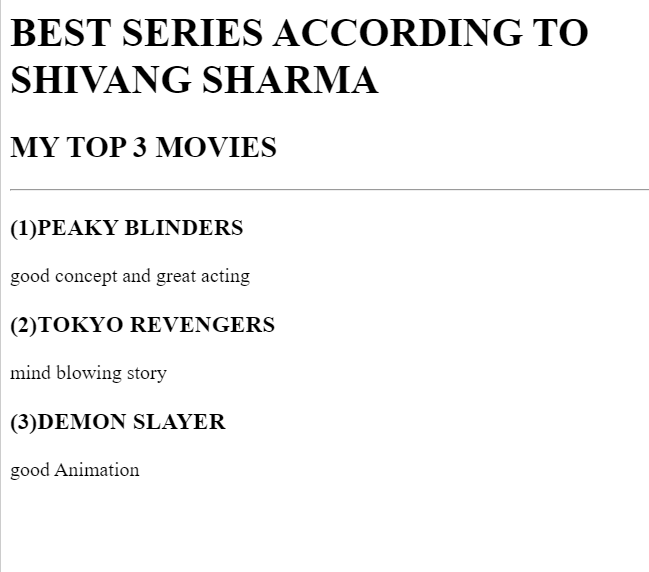 BEST SERIES ACCORDING TO
SHIVANG SHARMA
MY TOP 3 MOVIES
(1)PEAKY BLINDERS
good concept and great acting
(2)TOKYO REVENGERS
mind blowing story
(3)DEMON SLAYER
good Animation